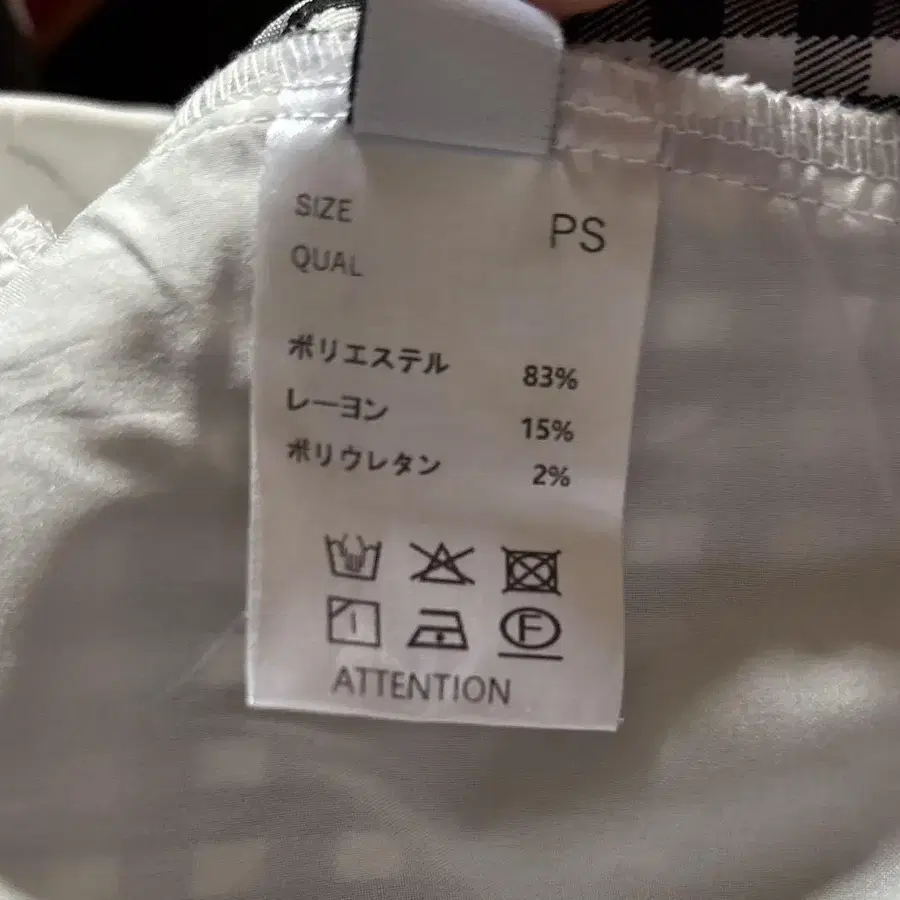 SIZE PS
QUAL
ポリエステル 83%
レーヨン 15%
ポリウレタン 2%
F
ATTENTION